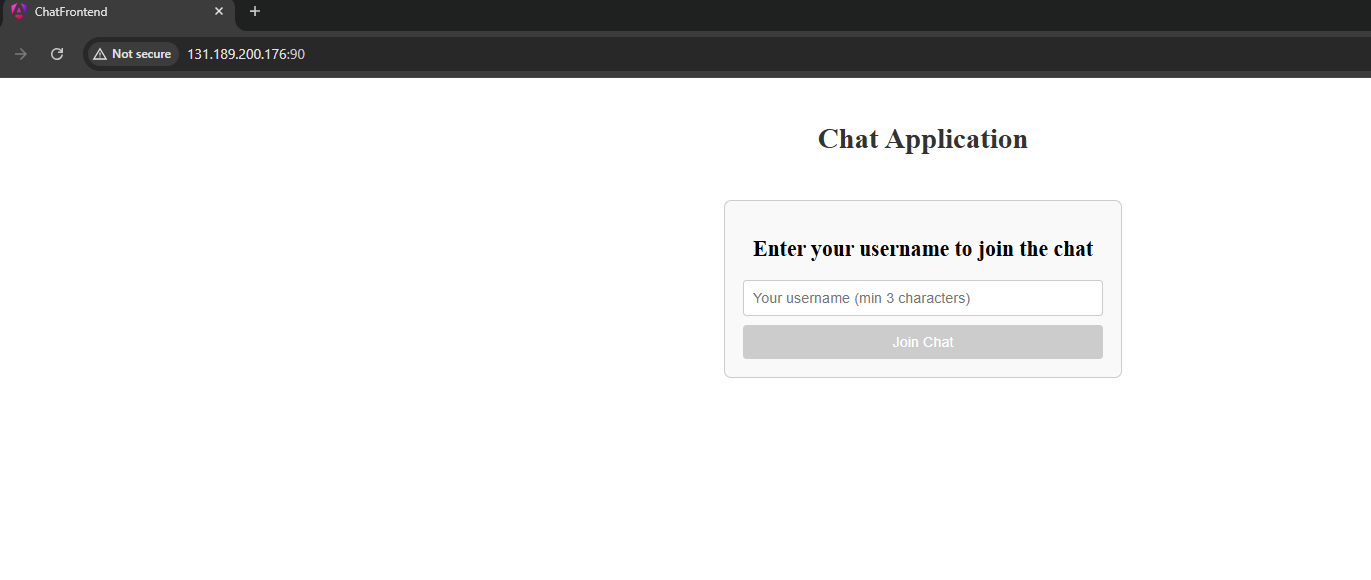 ChatFrontend
Not secure 131.189.200.176:90
Chat Application
Enter your username to join the chat
Your username (min 3 characters)
Join Chat